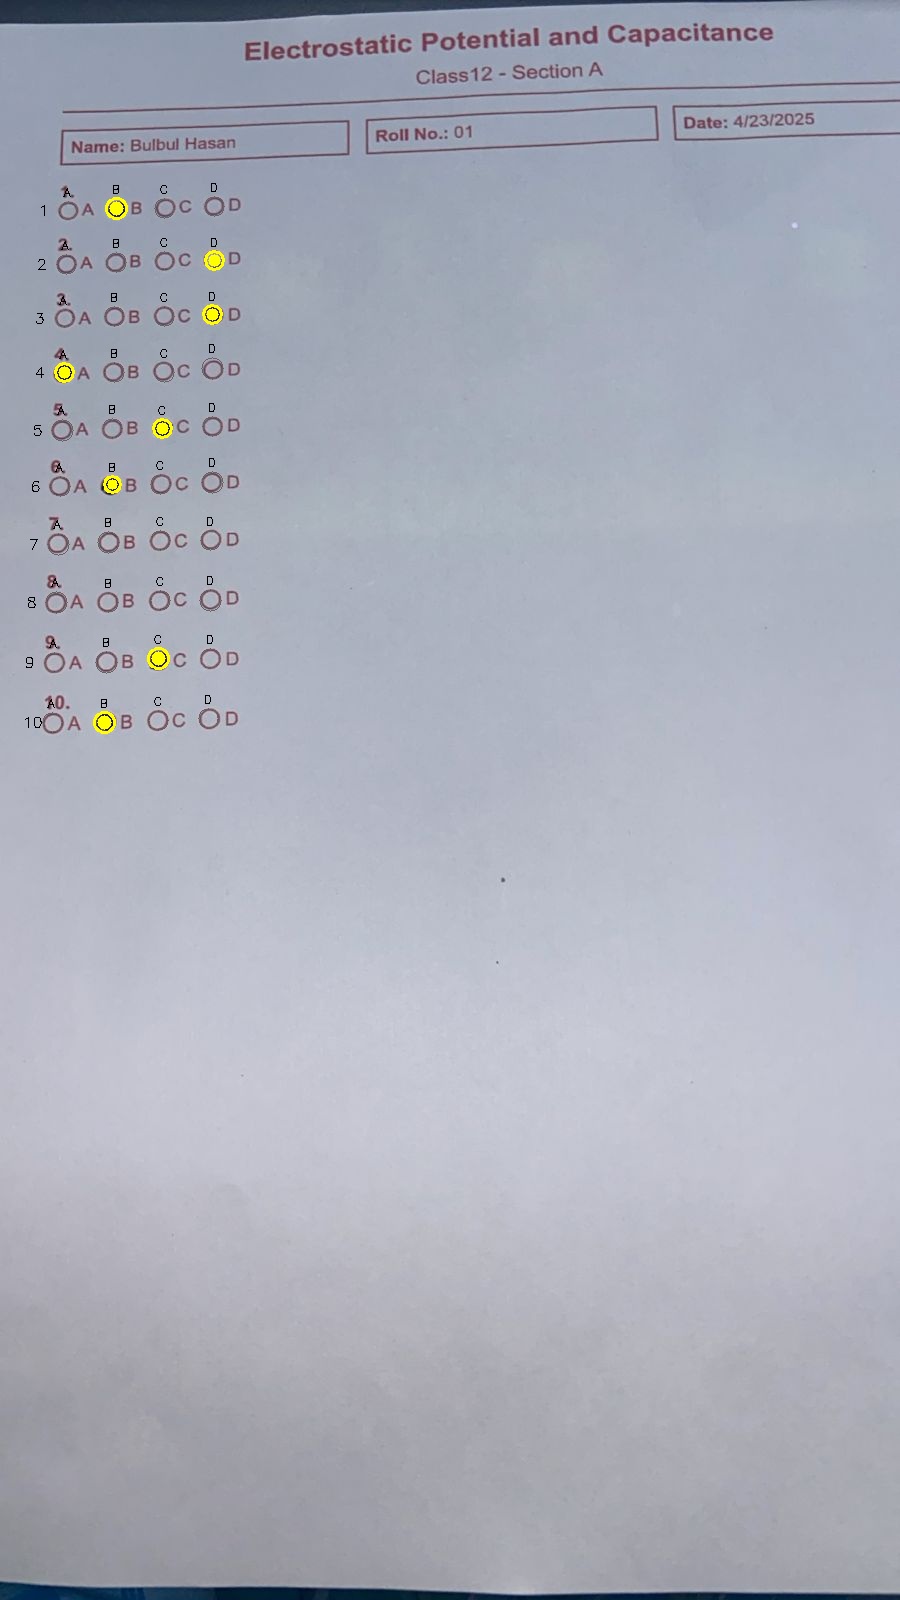 Electrostatic Potential and Capacitance
Class12 - Section A
Name: Bulbul Hasan
Roll No.: 01
Date: 4/23/2025
1. A B C D
1 A B C D
2. A B C D
2 A B C D
3. A B C D
3 A B C D
4. A B C D
4 A B C D
5. A B C D
5 A B C D
6. A B C D
6 A B C D
7. A B C D
7 A B C D
8. A B C D
8 A B C D
9. A B C D
9 A B C D
10. A B C D
10 A B C D